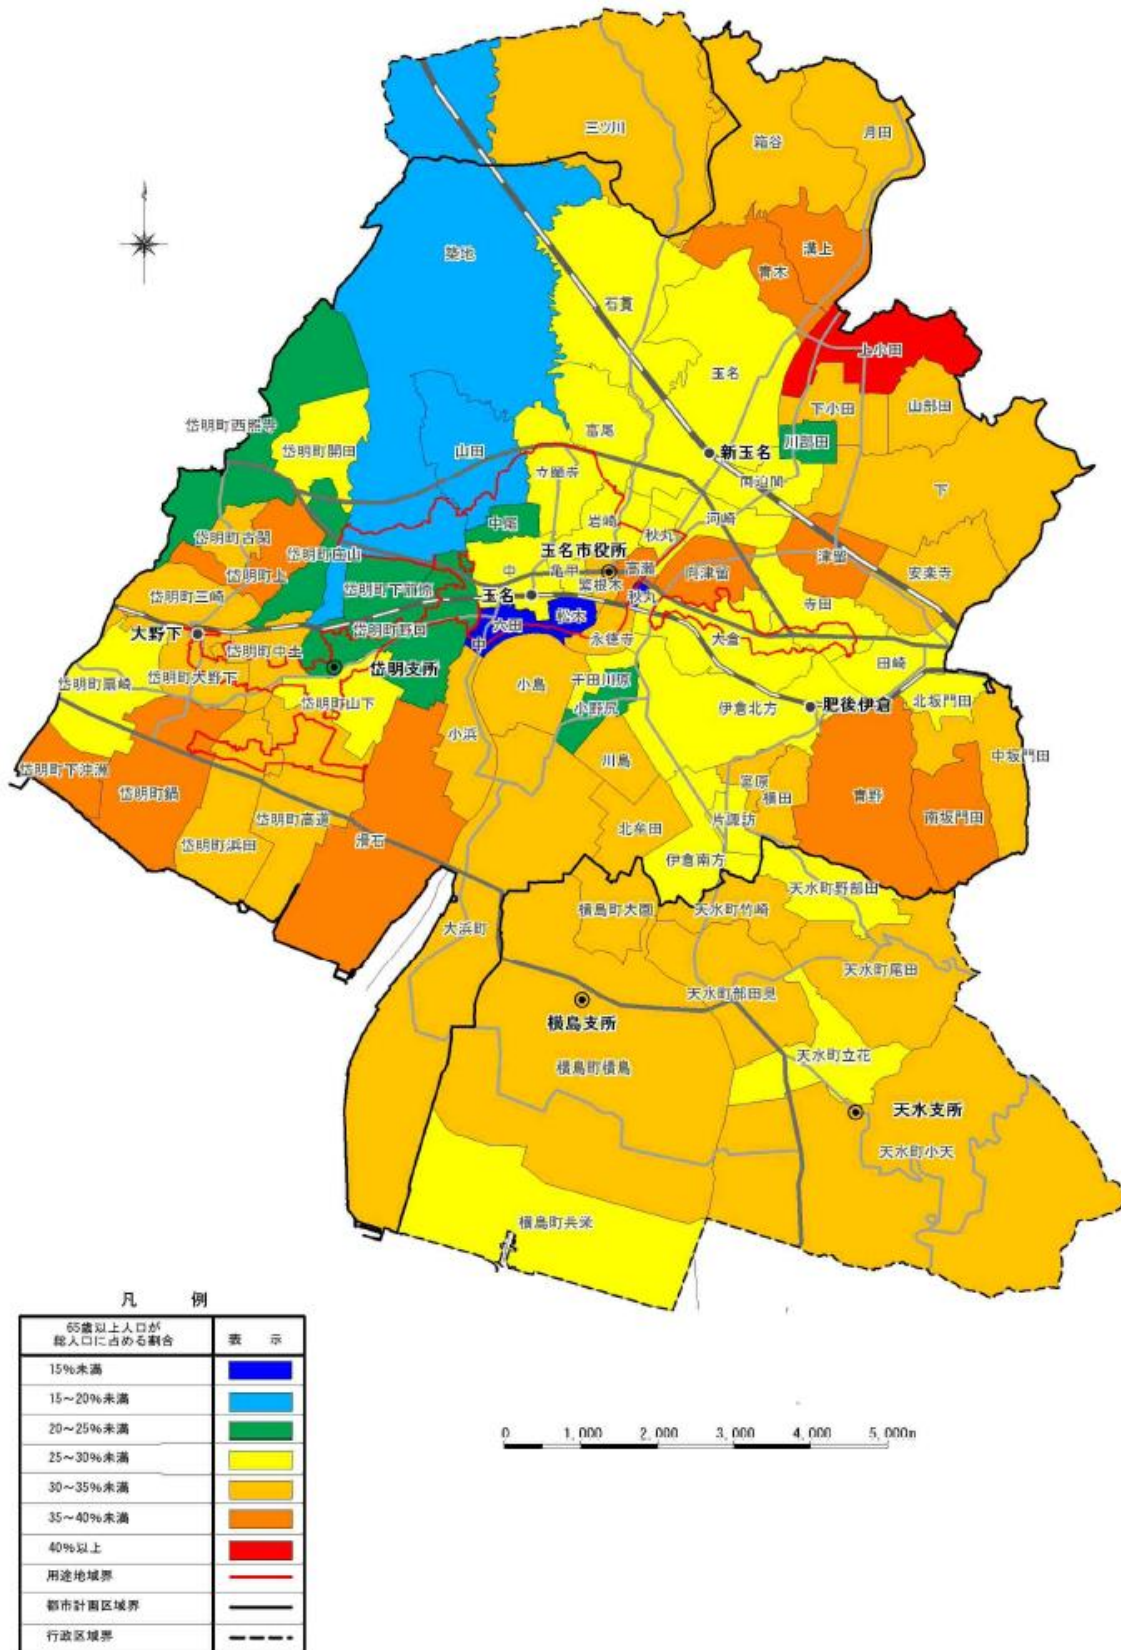 三ツ川
箱谷
月田
築地
溝上
青木
石貫
上小田
玉名
下小田
山部田
岱明町西照寺
岱明町開田
山田
富尾
川部田
新玉名
立願寺
両迫間
下
中尾
岩崎
秋丸
河崎
岱明町古閑
岱明町庄山
玉名市役所
津留
岱明町上
中
亀甲
高瀬
向津留
安楽寺
岱明町下前原
繁根木
岱明町三崎
玉名
秋丸
寺田
大野下
岱明町野口
六田
松木
永徳寺
大倉
岱明町中土
中
田崎
岱明町大野下
岱明支所
小島
千田川原
岱明町扇崎
岱明町山下
小野尻
伊倉北方
肥後伊倉
北坂門田
小浜
中坂門田
岱明町下沖洲
川島
宮原
岱明町鍋
横田
青野
南坂門田
岱明町高道
片諏訪
北牟田
岱明町浜田
滑石
伊倉南方
天水町野部田
横島町大園
天水町竹崎
大浜町
天水町尾田
天水町部田見
横島支所
天水町立花
横島町横島
天水支所
天水町小天
横島町共栄
凡 例
65歳以上人口が
総人口に占める割合
表 示
15%未満
15～20%未満
20～25%未満
25～30%未満
30～35%未満
35～40%未満
40%以上
用途地域界
都市計画区域界
行政区域界
0 1,000 2,000 3,000 4,000 5,000m